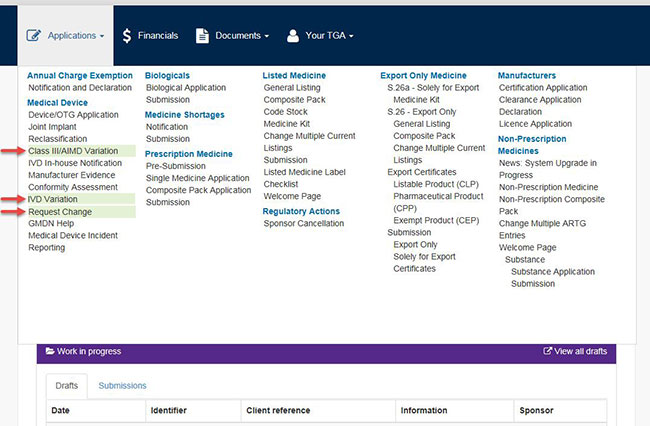 Applications
$ Financials
Documents
Your TGA
Annual Charge Exemption
Notification and Declaration
Medical Device
Device/OTG Application
Joint Implant
Reclassification
Class III/AIMD Variation
IVD In-house Notification
Manufacturer Evidence
Conformity Assessment
IVD Variation
Request Change
GMDN Help
Medical Device Incident
Reporting
Biologicals
Biological Application
Submission
Medicine Shortages
Notification
Submission
Prescription Medicine
Pre-Submission
Single Medicine Application
Composite Pack Application
Submission
Listed Medicine
General Listing
Composite Pack
Code Stock
Medicine Kit
Change Multiple Current
Listings
Submission
Listed Medicine Label
Checklist
Welcome Page
Regulatory Actions
Sponsor Cancellation
Export Only Medicine
S.26a - Solely for Export
Medicine Kit
S.26 - Export Only
General Listing
Composite Pack
Change Multiple Current
Listings
Export Certificates
Listable Product (CLP)
Pharmaceutical Product
(CPP)
Exempt Product (CEP)
Submission
Export Only
Solely for Export
Certificates
Manufacturers
Certification Application
Clearance Application
Declaration
Licence Application
Non-Prescription
Medicines
News: System Upgrade in
Progress
Non-Prescription Medicine
Non-Prescription Composite
Pack
Change Multiple ARTG
Entries
Welcome Page
Substance
Substance Application
Submission
Work in progress
View all drafts
Drafts
Submissions
Date
Identifier
Client reference
Information
Sponsor